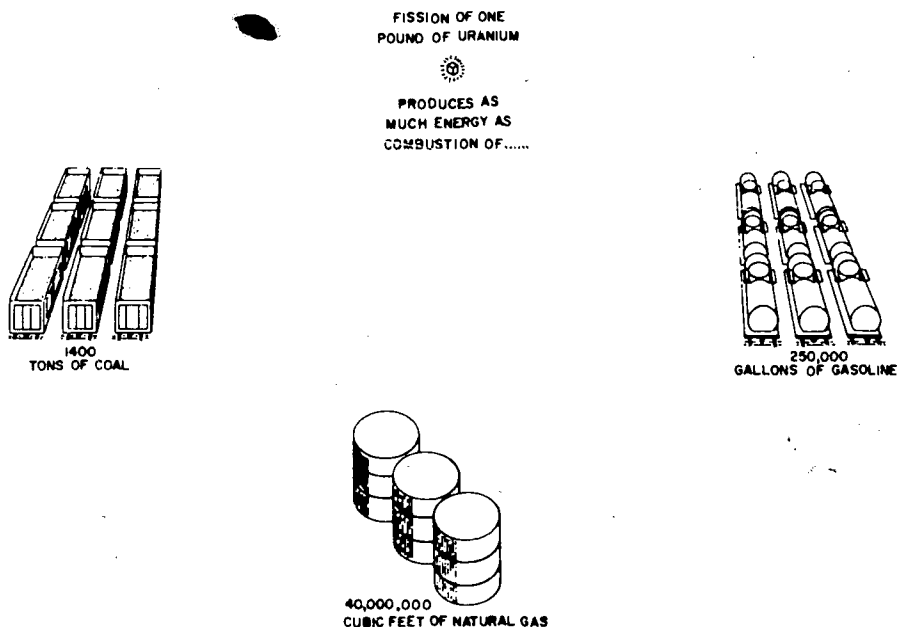 FISSION OF ONE
POUND OF URANIUM
PRODUCES AS
MUCH ENERGY AS
COMBUSTION OF......
1400
TONS OF COAL
250,000
GALLONS OF GASOLINE
40,000,000
CUBIC FEET OF NATURAL GAS